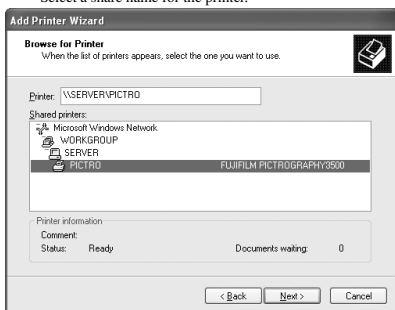 Select a share name for the printer.
Add Printer Wizard
Browse for Printer
When the list of printers appears, select the one you want to use.
Printer: \\SERVER\PICTRO
Shared printers:
Microsoft Windows Network
WORKGROUP
SERVER
PICTRO FUJIFILM PICTROGRAPHY3500
Printer information
Comment:
Status: Ready Documents waiting: 0
< Back Next > Cancel